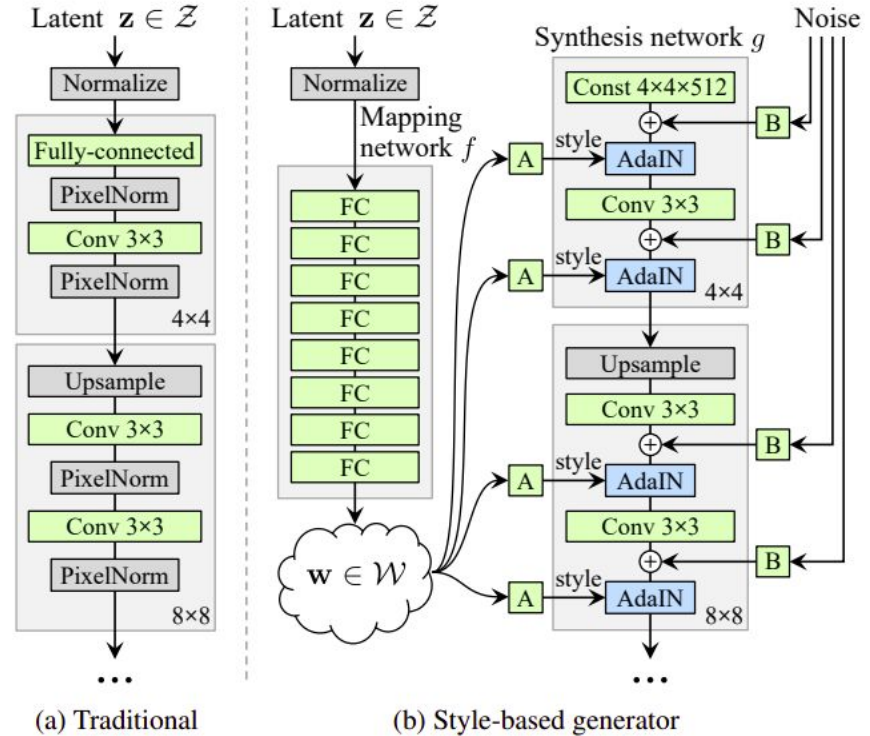 Latent z ∈ 𝒵
Normalize
Fully-connected
PixelNorm
Conv 3×3
PixelNorm
4×4
Upsample
Conv 3×3
PixelNorm
Conv 3×3
PixelNorm
8×8
...
(a) Traditional
Latent z ∈ 𝒵
Normalize
Mapping
network f
FC
FC
FC
FC
FC
FC
FC
FC
w ∈ 𝒲
Synthesis network g
Noise
Const 4×4×512
B
A
style
AdaIN
Conv 3×3
B
A
style
AdaIN
4×4
Upsample
Conv 3×3
B
A
style
AdaIN
Conv 3×3
B
A
style
AdaIN
8×8
...
(b) Style-based generator